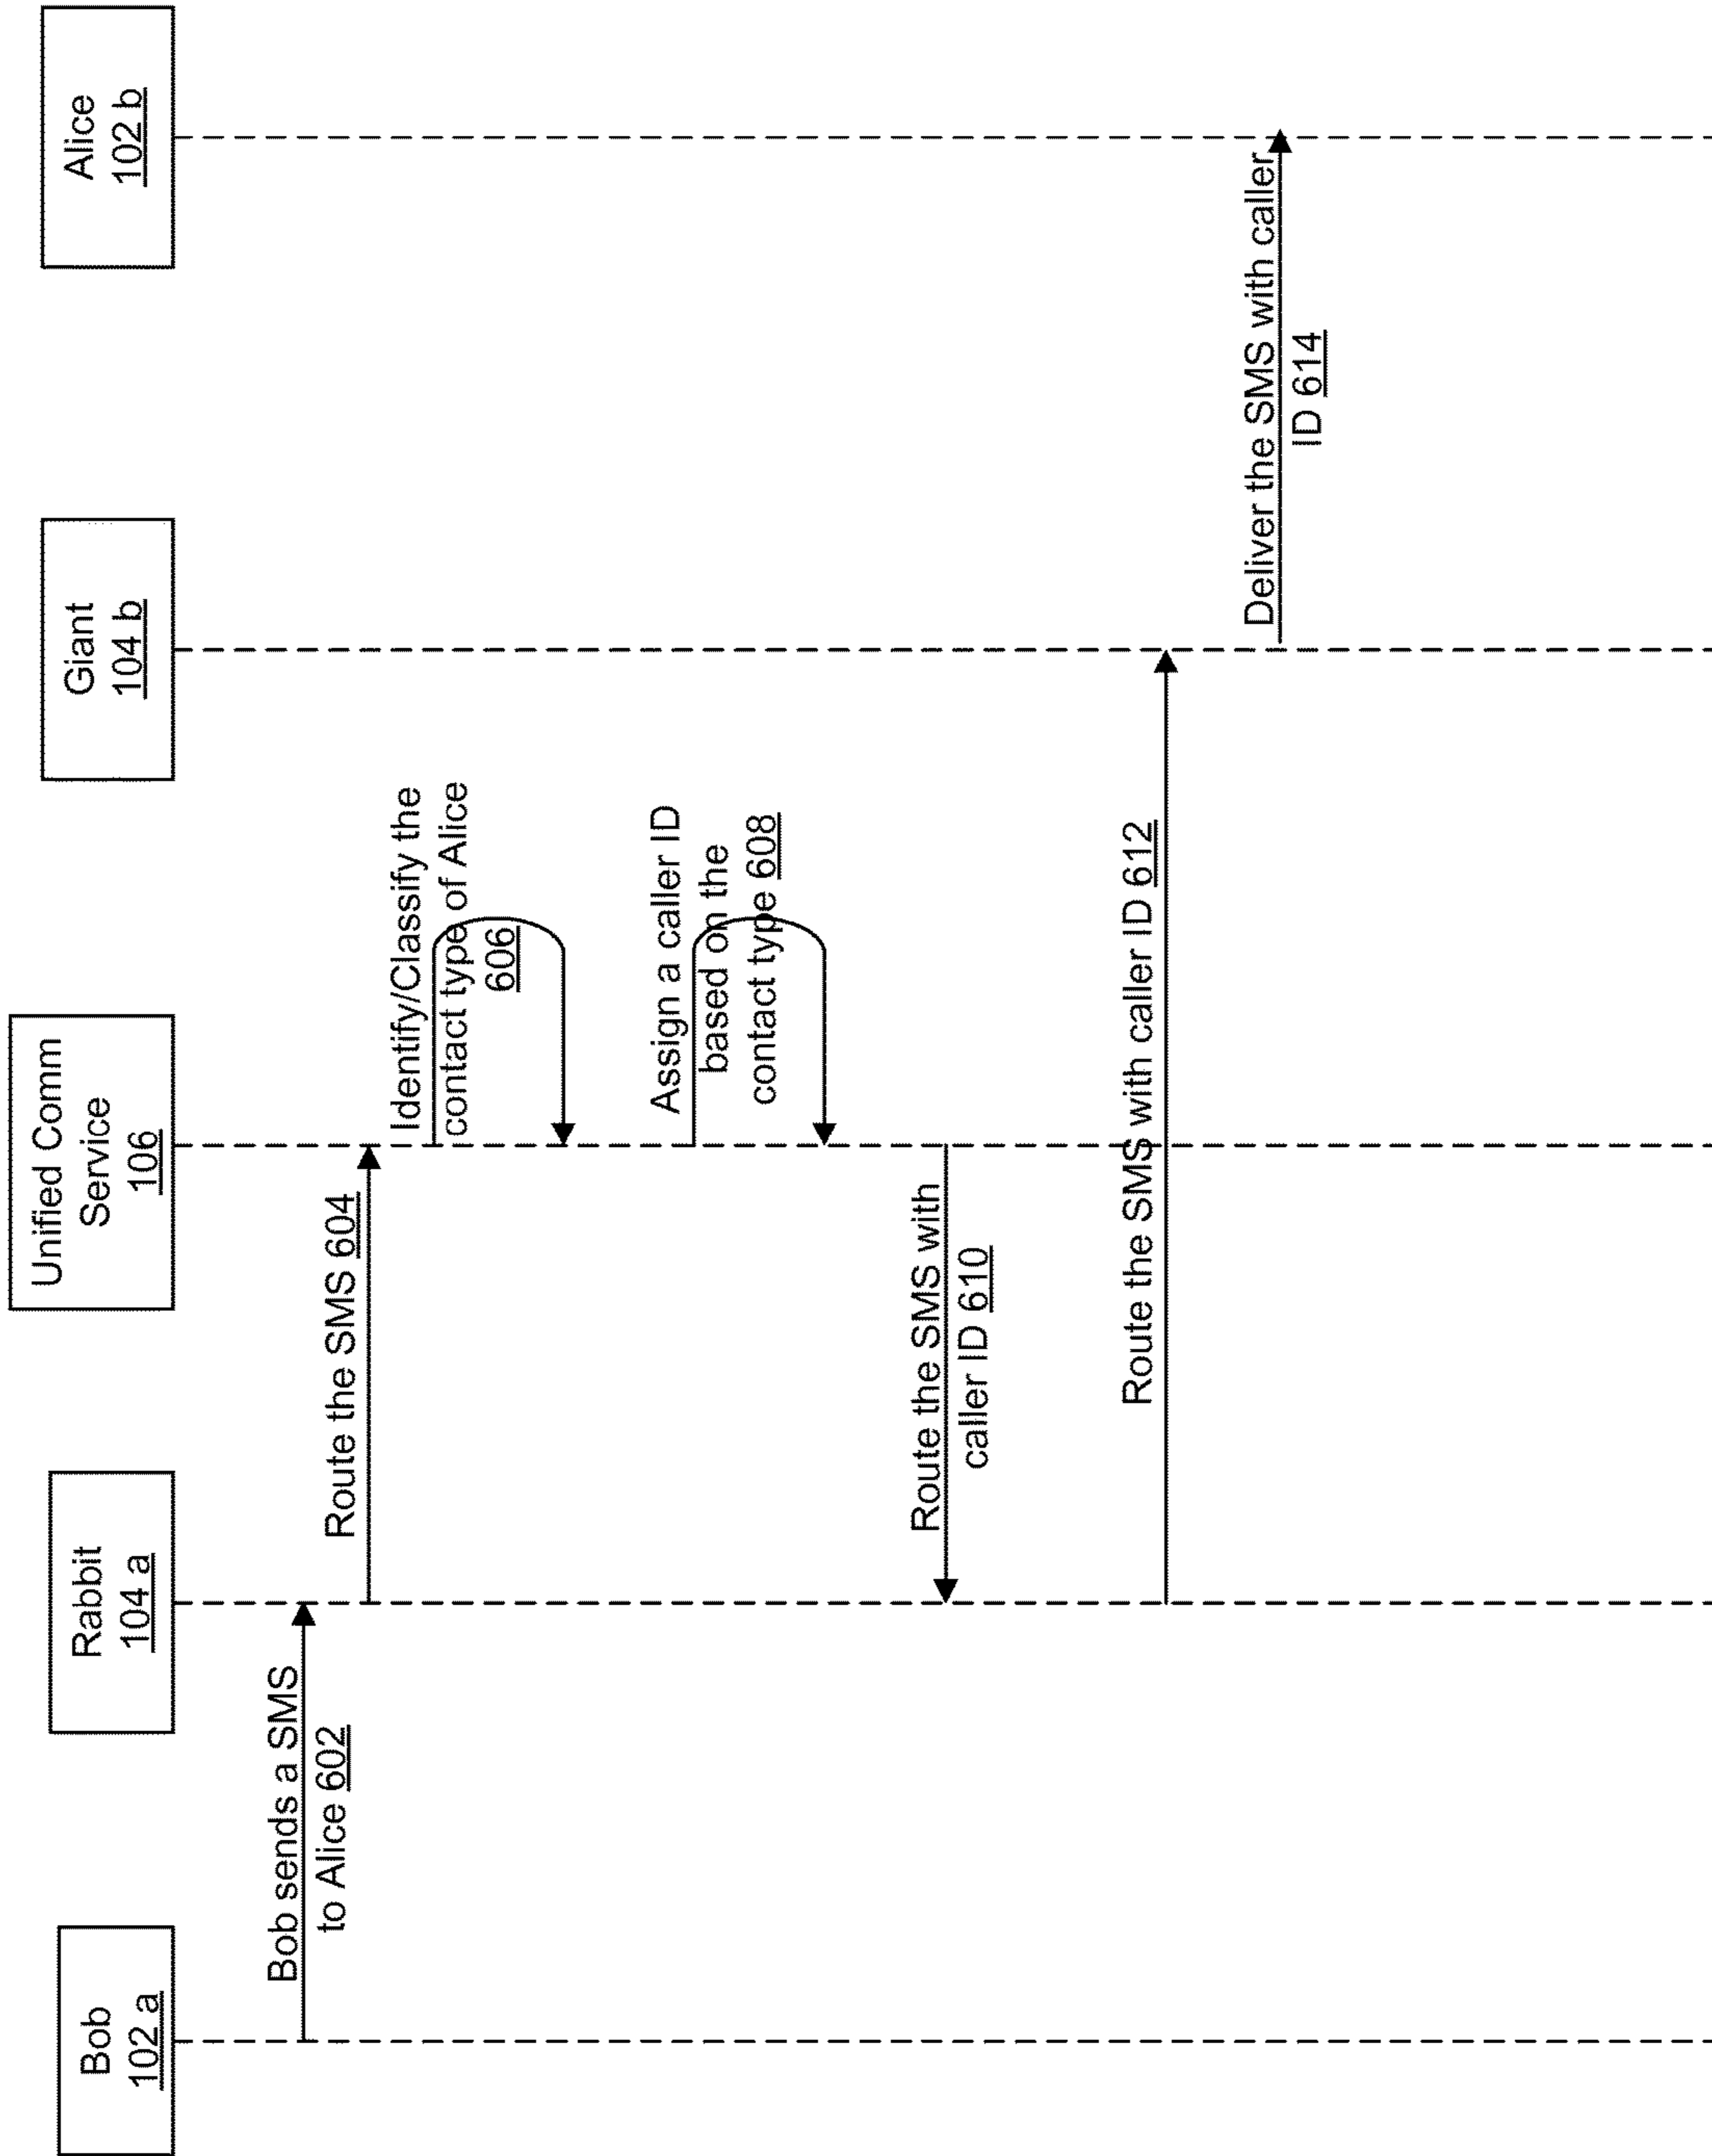 Bob
102 a
Rabbit
104 a
Unified Comm
Service
106
Giant
104 b
Alice
102 b
Bob sends a SMS
to Alice 602
Route the SMS 604
Identify/Classify the
contact type of Alice
606
Assign a caller ID
based on the
contact type 608
Route the SMS with
caller ID 610
Route the SMS with caller ID 612
Deliver the SMS with caller
ID 614